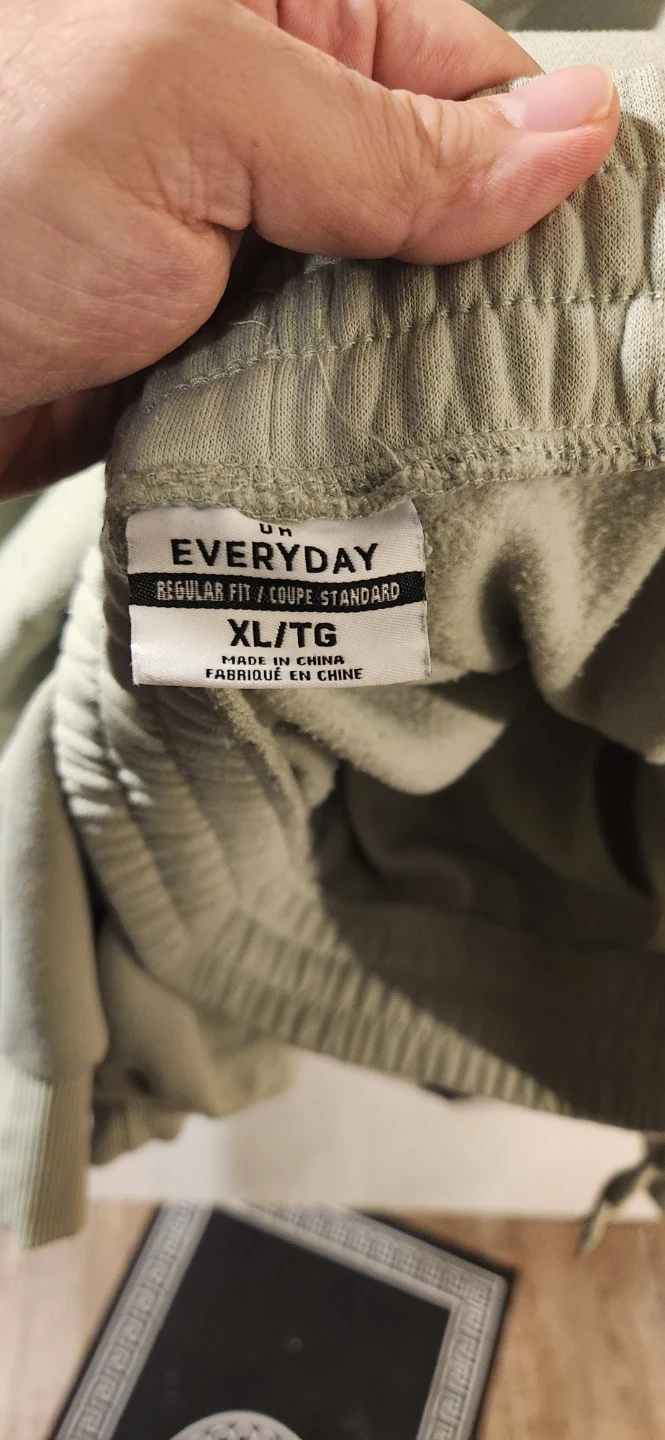 EVERYDAY
REGULAR FIT / COUPE STANDARD
XL/TG
MADE IN CHINA
FABRIQUÉ EN CHINE